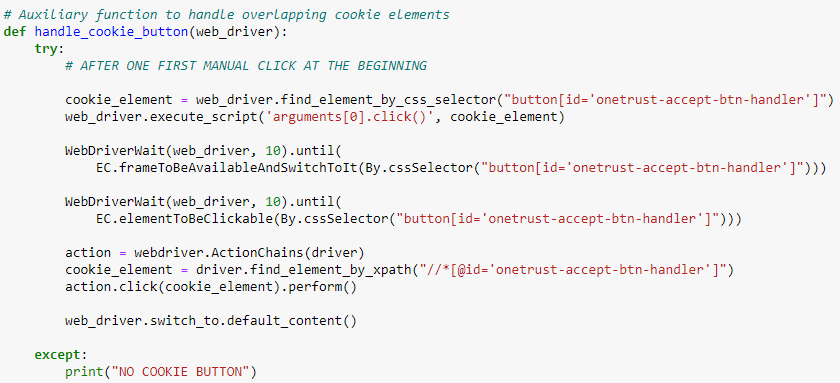 # Auxiliary function to handle overlapping cookie elements
def handle_cookie_button(web_driver):
    try:
        # AFTER ONE FIRST MANUAL CLICK AT THE BEGINNING

        cookie_element = web_driver.find_element_by_css_selector("button[id='onetrust-accept-btn-handler']")
        web_driver.execute_script('arguments[0].click()', cookie_element)

        WebDriverWait(web_driver, 10).until(
            EC.frameToBeAvailableAndSwitchToIt(By.cssSelector("button[id='onetrust-accept-btn-handler']")))

        WebDriverWait(web_driver, 10).until(
            EC.elementToBeClickable(By.cssSelector("button[id='onetrust-accept-btn-handler']")))

        action = webdriver.ActionChains(driver)
        cookie_element = driver.find_element_by_xpath("//*[@id='onetrust-accept-btn-handler']")
        action.click(cookie_element).perform()

        web_driver.switch_to.default_content()

    except:
        print("NO COOKIE BUTTON")